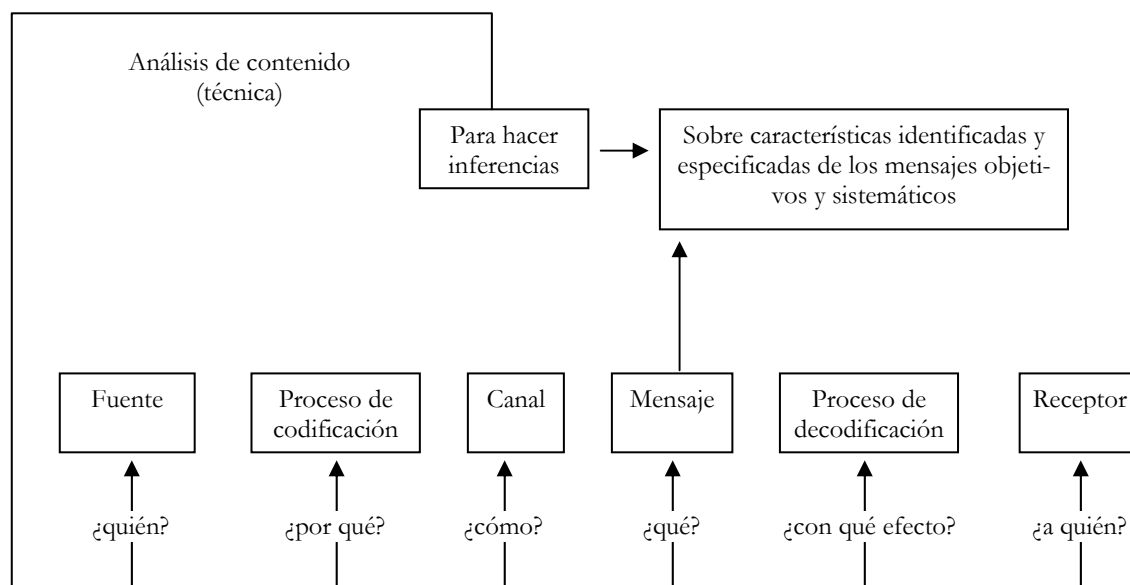 Análisis de contenido
(técnica)
Para hacer
inferencias
Sobre características identificadas y
especificadas de los mensajes objeti-
vos y sistemáticos
Fuente
Proceso de
codificación
Canal
Mensaje
Proceso de
decodificación
Receptor
¿quién?
¿por qué?
¿cómo?
¿qué?
¿con qué efecto?
¿a quién?